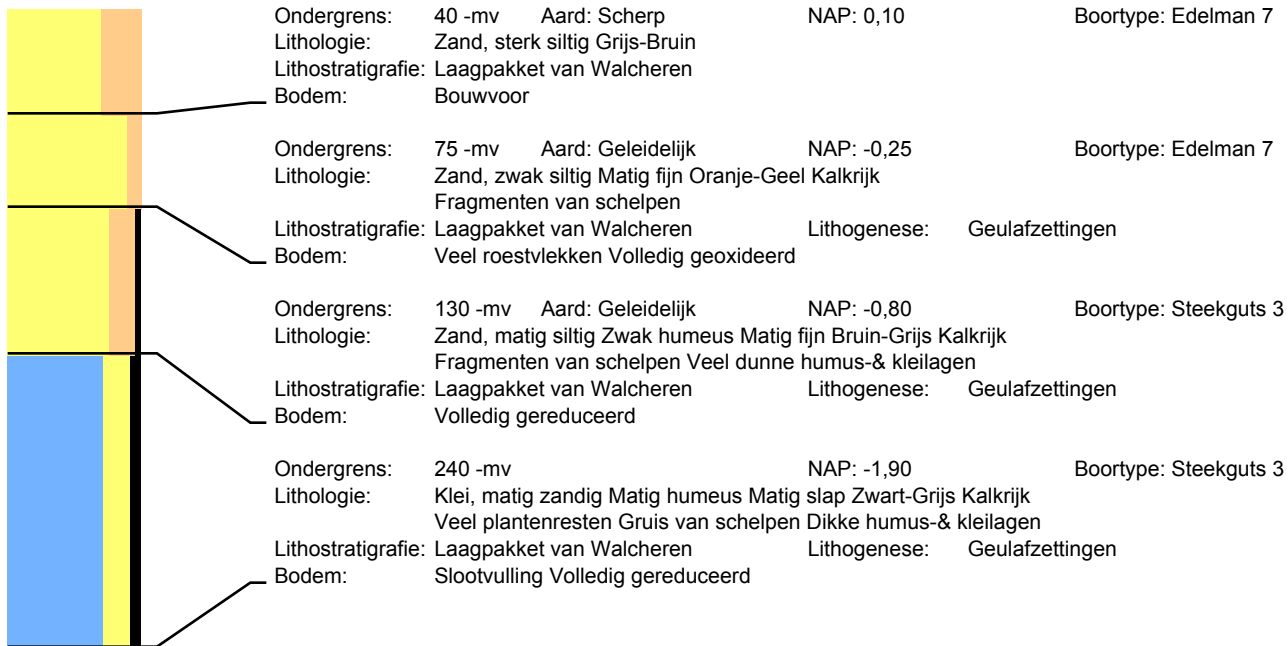 Ondergrens: 40 -mv Aard: Scherp NAP: 0,10 Boortype: Edelman 7
Lithologie: Zand, sterk siltig Grijs-Bruin
Lithostratigrafie: Laagpakket van Walcheren
Bodem: Bouwvoor
Ondergrens: 75 -mv Aard: Geleidelijk NAP: -0,25 Boortype: Edelman 7
Lithologie: Zand, zwak siltig Matig fijn Oranje-Geel Kalkrijk
Fragmenten van schelpen
Lithostratigrafie: Laagpakket van Walcheren Lithogenese: Geulafzettingen
Bodem: Veel roestvlekken Volledig geoxideerd
Ondergrens: 130 -mv Aard: Geleidelijk NAP: -0,80 Boortype: Steekguts 3
Lithologie: Zand, matig siltig Zwak humeus Matig fijn Bruin-Grijs Kalkrijk
Fragmenten van schelpen Veel dunne humus-& kleilagen
Lithostratigrafie: Laagpakket van Walcheren Lithogenese: Geulafzettingen
Bodem: Volledig gereduceerd
Ondergrens: 240 -mv NAP: -1,90 Boortype: Steekguts 3
Lithologie: Klei, matig zandig Matig humeus Matig slap Zwart-Grijs Kalkrijk
Veel plantenresten Gruis van schelpen Dikke humus-& kleilagen
Lithostratigrafie: Laagpakket van Walcheren Lithogenese: Geulafzettingen
Bodem: Slootvulling Volledig gereduceerd